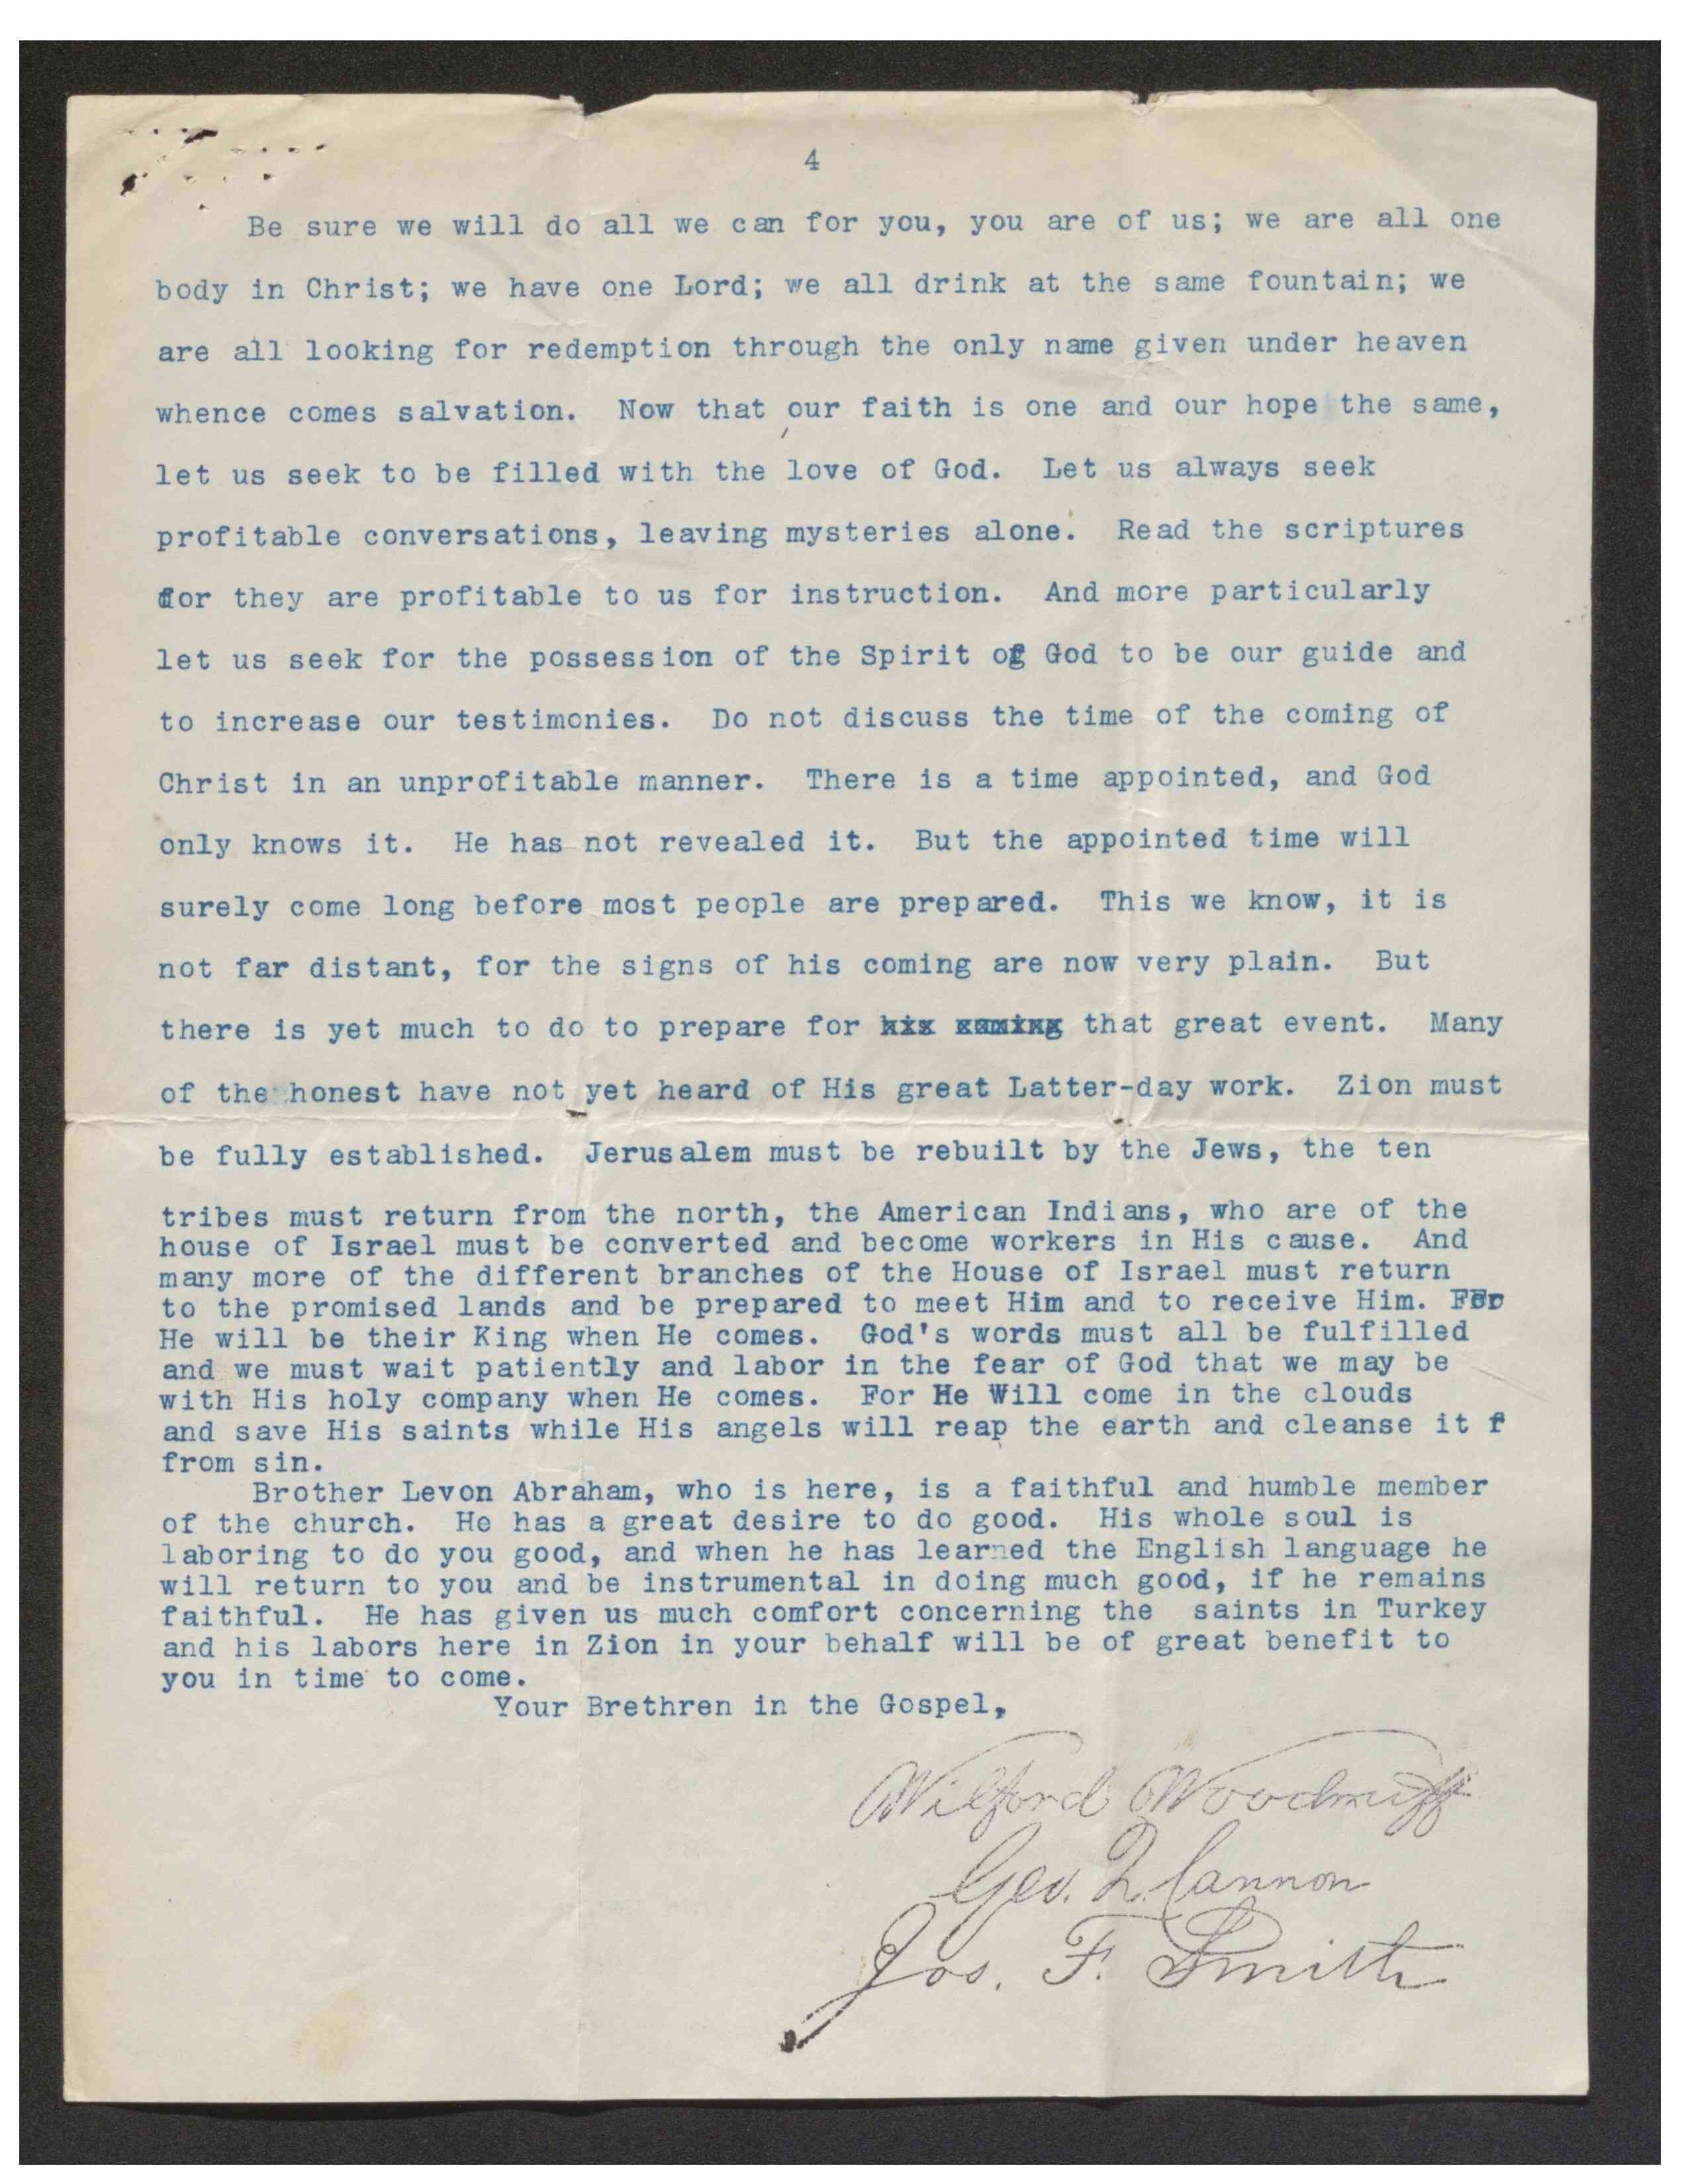 4
Be sure we will do all we can for you, you are of us; we are all one
body in Christ; we have one Lord; we all drink at the same fountain; we
are all looking for redemption through the only name given under heaven
whence comes salvation. Now that our faith is one and our hope the same,
let us seek to be filled with the love of God. Let us always seek
profitable conversations, leaving mysteries alone. Read the scriptures
for they are profitable to us for instruction. And more particularly
let us seek for the possession of the Spirit of God to be our guide and
to increase our testimonies. Do not discuss the time of the coming of
Christ in an unprofitable manner. There is a time appointed, and God
only knows it. He has not revealed it. But the appointed time will
surely come long before most people are prepared. This we know, it is
not far distant, for the signs of his coming are now very plain. But
there is yet much to do to prepare for his coming that great event. Many
of the honest have not yet heard of His great Latter-day work. Zion must
be fully established. Jerusalem must be rebuilt by the Jews, the ten
tribes must return from the north, the American Indians, who are of the
house of Israel must be converted and become workers in His cause. And
many more of the different branches of the House of Israel must return
to the promised lands and be prepared to meet Him and to receive Him. For
He will be their King when He comes. God's words must all be fulfilled
and we must wait patiently and labor in the fear of God that we may be
with His holy company when He comes. For He Will come in the clouds
and save His saints while His angels will reap the earth and cleanse it f
from sin.
Brother Levon Abraham, who is here, is a faithful and humble member
of the church. He has a great desire to do good. His whole soul is
laboring to do you good, and when he has learned the English language he
will return to you and be instrumental in doing much good, if he remains
faithful. He has given us much comfort concerning the saints in Turkey
and his labors here in Zion in your behalf will be of great benefit to
you in time to come.
Your Brethren in the Gospel,
Wilford Woodruff
Geo. Q. Cannon
Jos. F. Smith